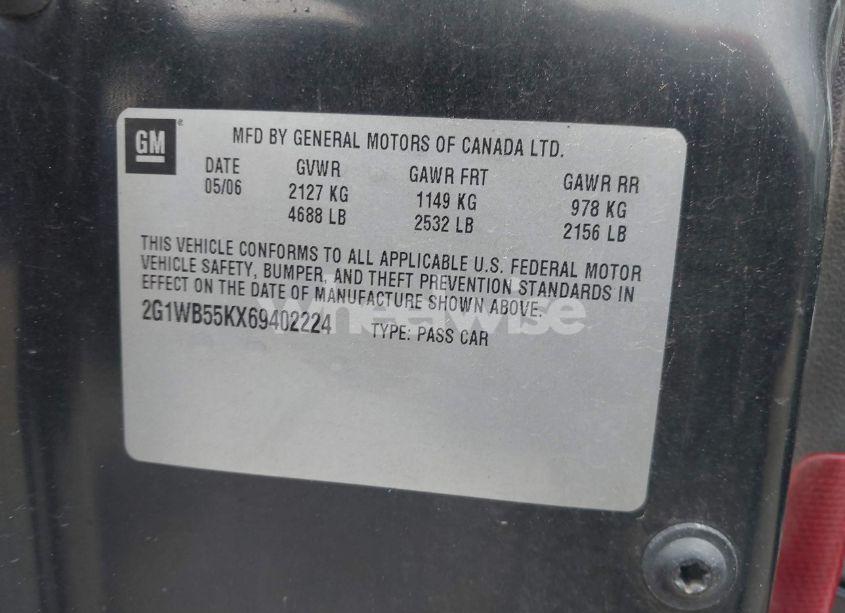 GM®
MFD BY GENERAL MOTORS OF CANADA LTD.
DATE GVWR GAWR FRT GAWR RR
05/06 2127 KG 1149 KG 978 KG
4688 LB 2532 LB 2156 LB
THIS VEHICLE CONFORMS TO ALL APPLICABLE U.S. FEDERAL MOTOR
VEHICLE SAFETY, BUMPER, AND THEFT PREVENTION STANDARDS IN
EFFECT ON THE DATE OF MANUFACTURE SHOWN ABOVE.
2G1WB55KX69402224 TYPE: PASS CAR
Wheelwise